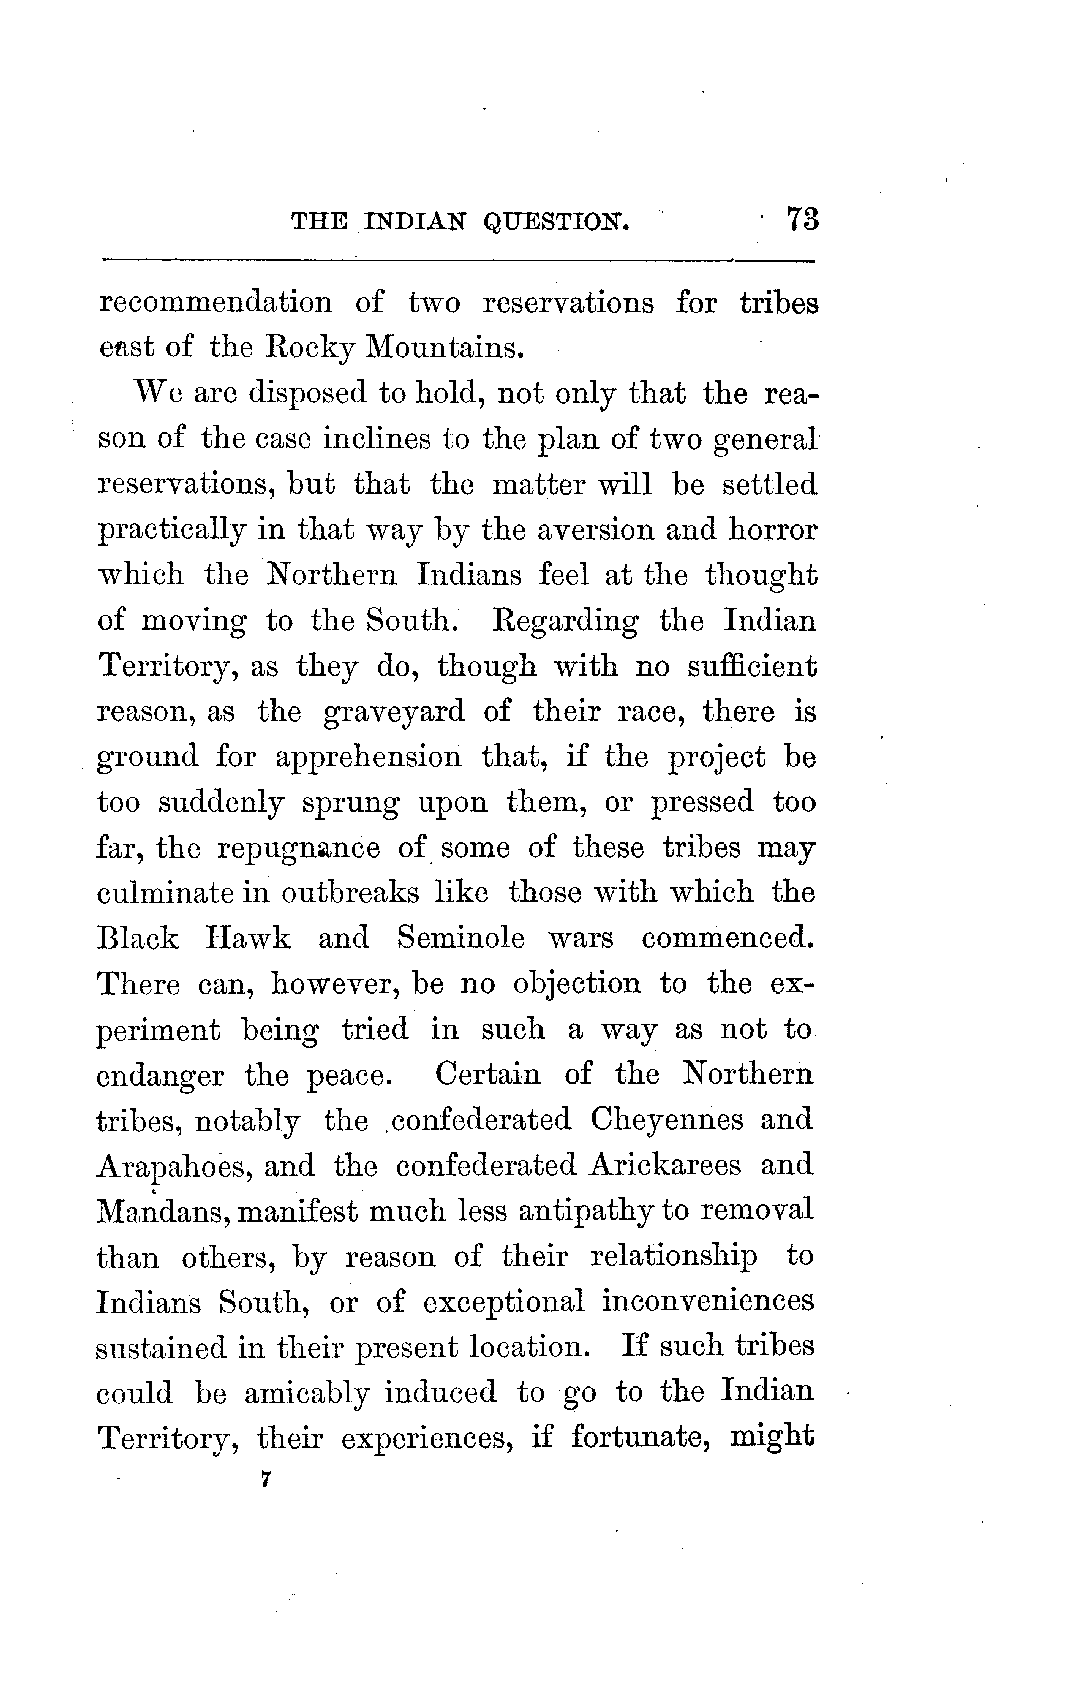 THE INDIAN QUESTION. 73
recommendation of two reservations for tribes
east of the Rocky Mountains.
We are disposed to hold, not only that the rea-
son of the case inclines to the plan of two general
reservations, but that the matter will be settled
practically in that way by the aversion and horror
which the Northern Indians feel at the thought
of moving to the South. Regarding the Indian
Territory, as they do, though with no sufficient
reason, as the graveyard of their race, there is
ground for apprehension that, if the project be
too suddenly sprung upon them, or pressed too
far, the repugnance of some of these tribes may
culminate in outbreaks like those with which the
Black Hawk and Seminole wars commenced.
There can, however, be no objection to the ex-
periment being tried in such a way as not to
endanger the peace. Certain of the Northern
tribes, notably the confederated Cheyennes and
Arapahoes, and the confederated Arickarees and
Mandans, manifest much less antipathy to removal
than others, by reason of their relationship to
Indians South, or of exceptional inconveniences
sustained in their present location. If such tribes
could be amicably induced to go to the Indian
Territory, their experiences, if fortunate, might
7